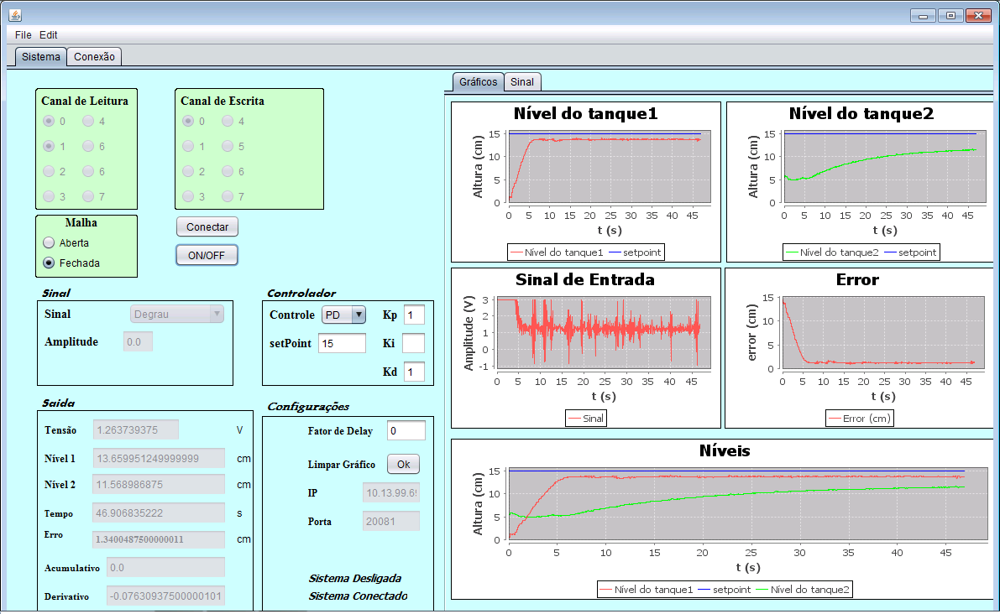 File Edit
Sistema Conexão
Canal de Leitura
0 4
1 6
2 6
3 7
Canal de Escrita
0 4
1 5
2 6
3 7
Malha
Aberta
Fechada
Conectar
ON/OFF
Sinal
Sinal Degrau
Amplitude 0.0
Controlador
Controle PD Kp 1
setPoint 15 Ki
Kd 1
Saida
Tensão 1.263739375 V
Nível 1 13.659951249999999 cm
Nível 2 11.568986875 cm
Tempo 46.906835222 s
Erro 1.3400487500000011 cm
Acumulativo 0.0
Derivativo -0.07630937500000101
Configurações
Fator de Delay 0
Limpar Gráfico Ok
IP 10.13.99.6
Porta 20081
Sistema Desligada
Sistema Conectado
Gráficos Sinal
Nível do tanque1
Altura (cm)
15
10
5
0
0 5 10 15 20 25 30 35 40 45
t (s)
Nível do tanque1 setpoint
Nível do tanque2
Altura (cm)
15
10
5
0
0 5 10 15 20 25 30 35 40 45
t (s)
Nível do tanque2 setpoint
Sinal de Entrada
Amplitude (V)
3
2
1
0
-1
0 5 10 15 20 25 30 35 40 45
t (s)
Sinal
Error
error (cm)
15
10
5
0
0 5 10 15 20 25 30 35 40 45
t (s)
Error (cm)
Níveis
Altura (cm)
15
10
5
0
0 5 10 15 20 25 30 35 40 45
t (s)
Nível do tanque1 setpoint Nível do tanque2